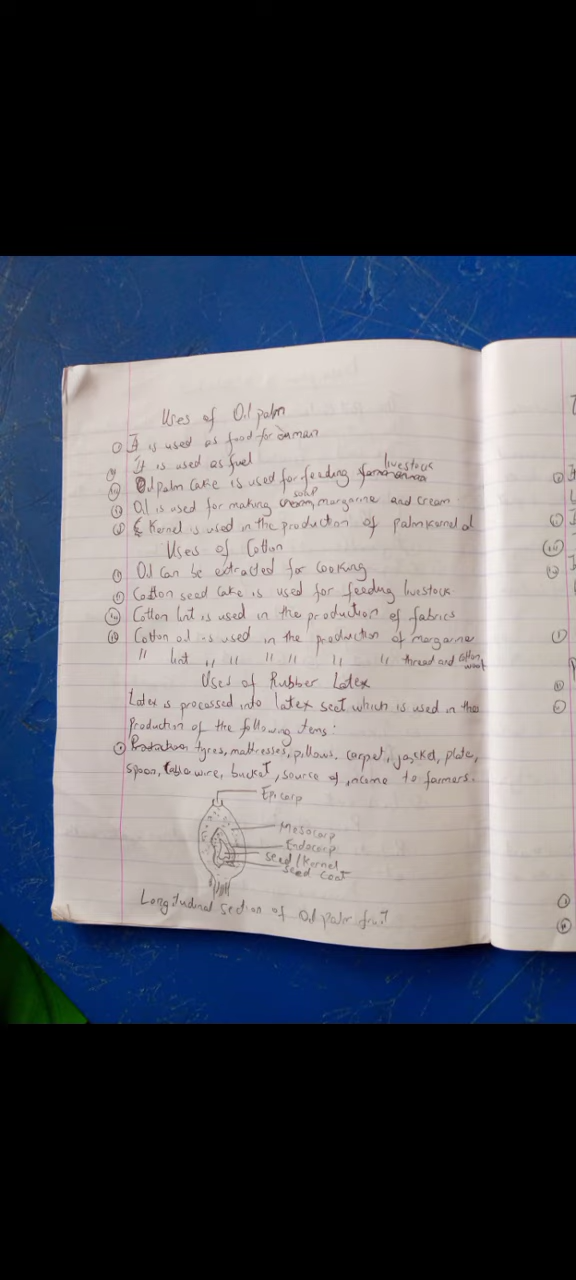 Uses of Oil palm
① It is used as food for man
② It is used as fuel
③ Oil palm cake is used for feeding livestock
④ Oil is used for making soap, margarine and cream
⑤ Kernel is used in the production of palm kernel oil
Uses of Cotton
① Oil can be extracted for cooking
② Cotton seed cake is used for feeding livestock
③ Cotton lint is used in the production of fabrics
④ Cotton oil is used in the production of margarine
" lint " " " " " " thread and cotton wool
Uses of Rubber Latex
Latex is processed into latex seet which is used in the
Production of the following items:
① tyres, mattresses, pillows, carpet, jacket, plate,
spoon, cable wire, bucket, source of income to farmers.
Epicarp
Mesocarp
Endocarp
seed/Kernel
seed coat
Longitudinal section of Oil palm fruit